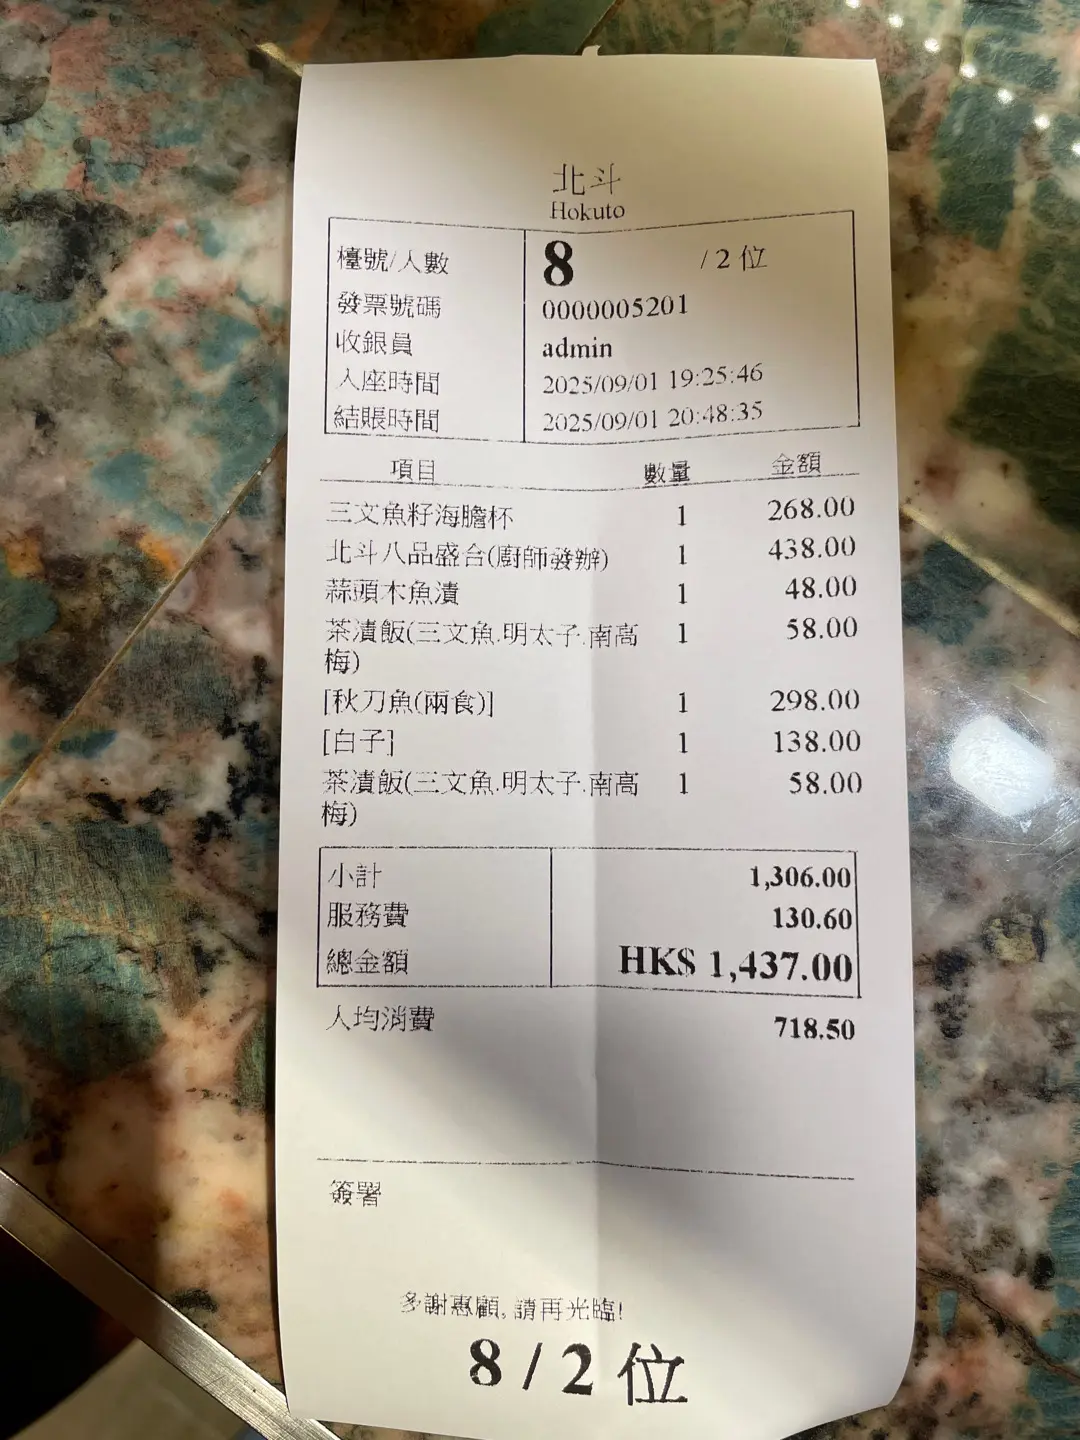 北斗
Hokuto
檯號/人數 8 / 2 位
發票號碼 0000005201
收銀員 admin
入座時間 2025/09/01 19:25:46
結賬時間 2025/09/01 20:48:35
項目 數量 金額
三文魚籽海膽杯 1 268.00
北斗八品盛合(廚師發辦) 1 438.00
蒜頭木魚漬 1 48.00
茶漬飯(三文魚.明太子.南高 1 58.00
梅)
[秋刀魚(兩食)] 1 298.00
[白子] 1 138.00
茶漬飯(三文魚.明太子.南高 1 58.00
梅)
小計 1,306.00
服務費 130.60
總金額 HK$ 1,437.00
人均消費 718.50
簽署
多謝惠顧, 請再光臨!
8 / 2 位